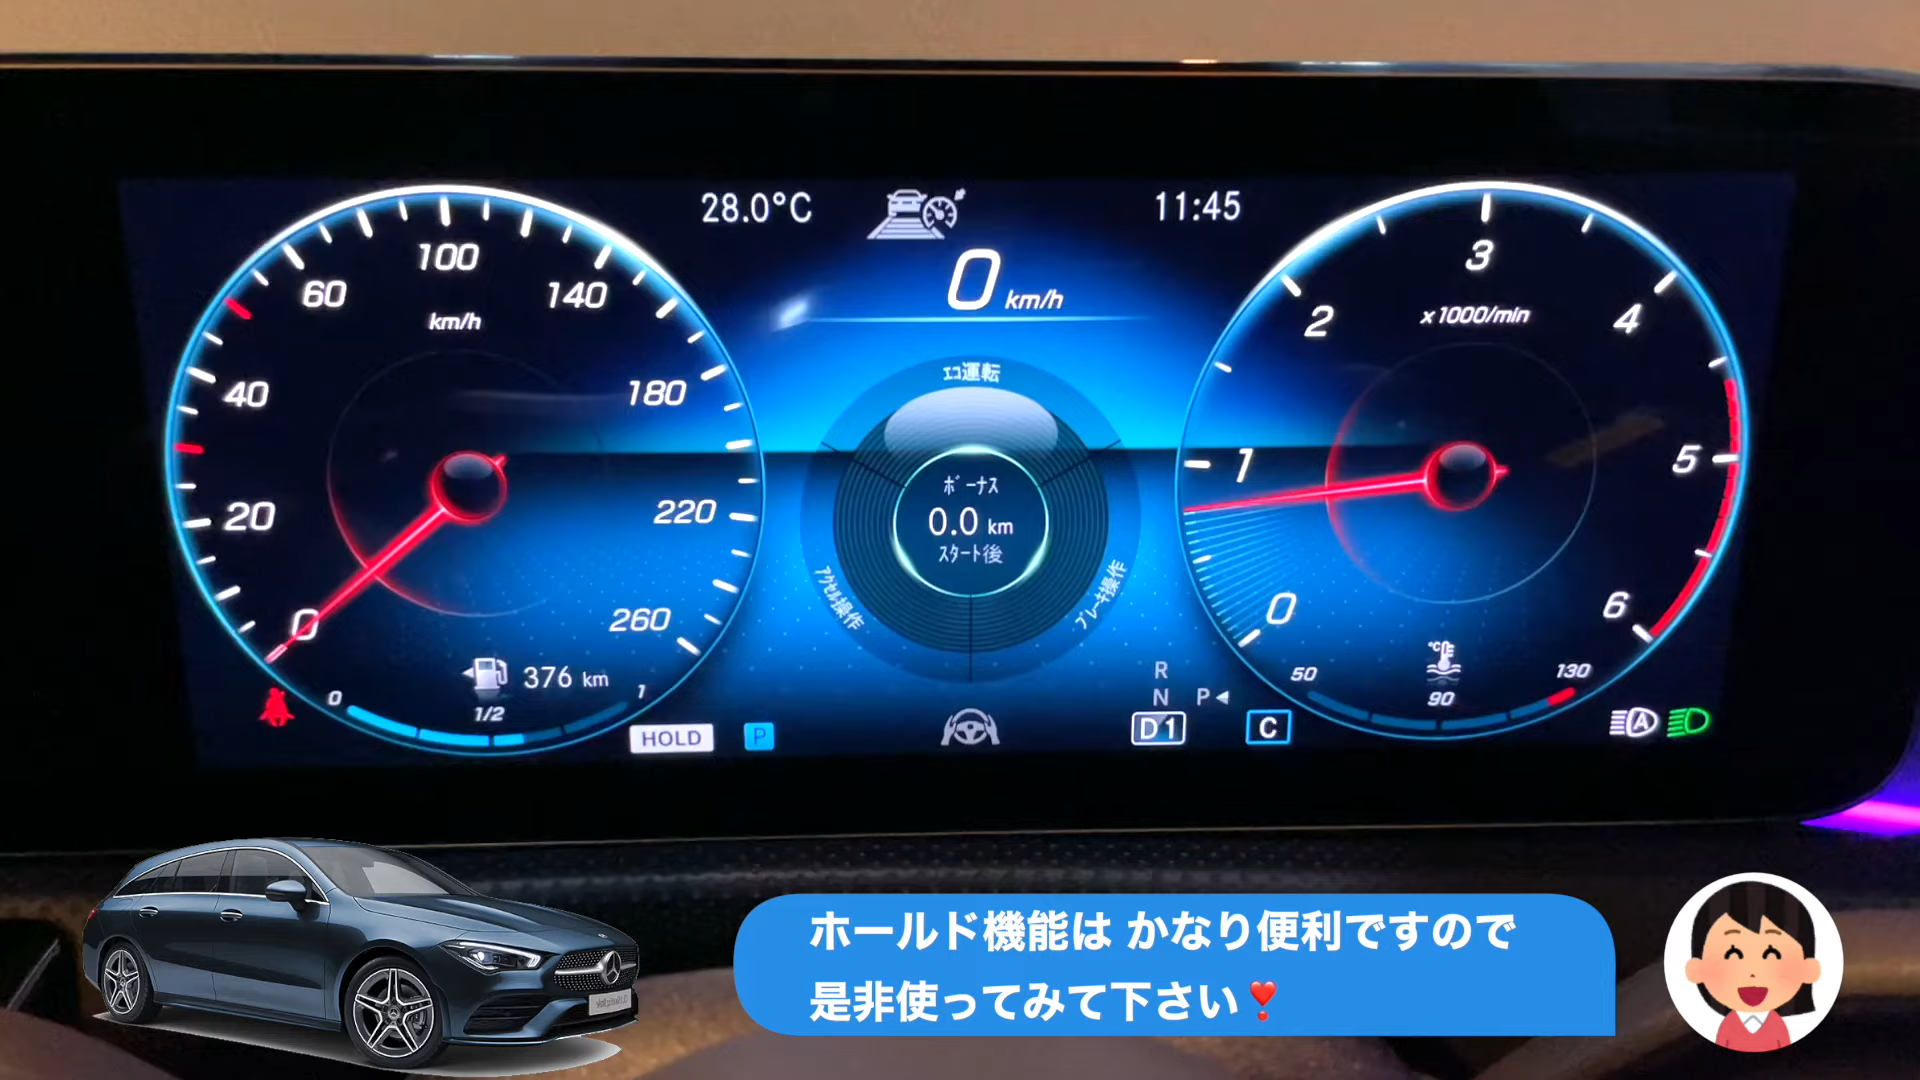 28.0°C
11:45
0 km/h
100
60
140
km/h
40
180
20
220
0
260
376 km
0
1/2
1
HOLD
P
エコ運転
ボーナス
0.0 km
スタート後
アクセル操作
ブレーキ操作
R
N P
D1
C
3
2
4
x1000/min
1
5
0
6
°C
50
90
130
A
ホールド機能は かなり便利ですので
是非使ってみて下さい❣